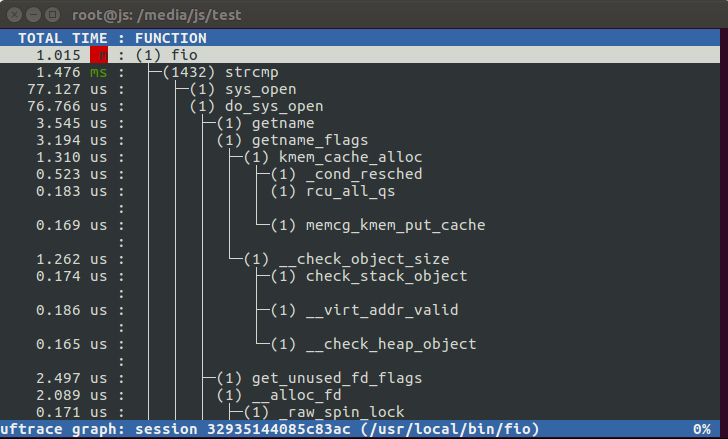 root@js: /media/js/test
TOTAL TIME : FUNCTION
1.015 m : (1) fio
1.476 ms : (1432) strcmp
77.127 us : (1) sys_open
76.766 us : (1) do_sys_open
3.545 us : (1) getname
3.194 us : (1) getname_flags
1.310 us : (1) kmem_cache_alloc
0.523 us : (1) _cond_resched
0.183 us : (1) rcu_all_qs
:
0.169 us : (1) memcg_kmem_put_cache
:
1.262 us : (1) __check_object_size
0.174 us : (1) check_stack_object
:
0.186 us : (1) __virt_addr_valid
:
0.165 us : (1) __check_heap_object
:
2.497 us : (1) get_unused_fd_flags
2.089 us : (1) __alloc_fd
0.171 us : (1) _raw_spin_lock
uftrace graph: session 32935144085c83ac (/usr/local/bin/fio) 0%